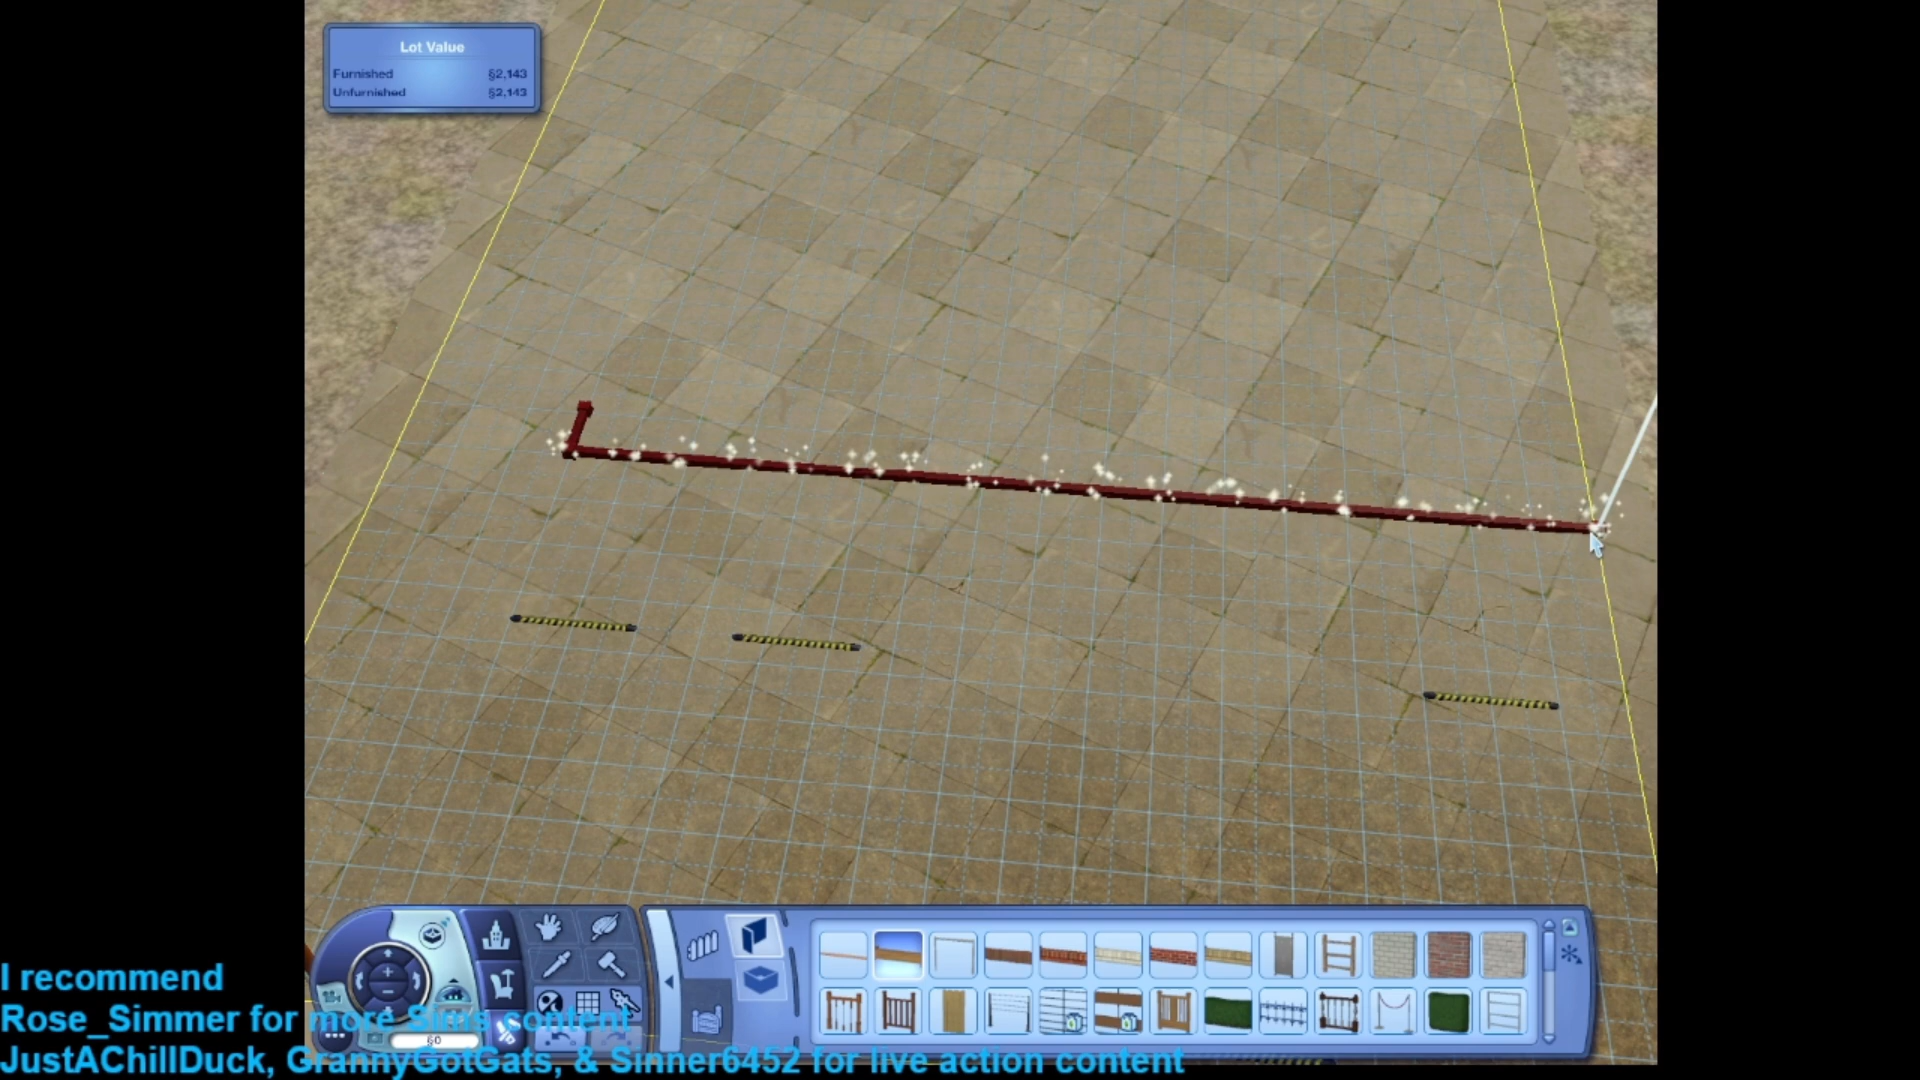 Lot Value
Furnished §2,143
Unfurnished §2,143
I recommend
Rose_Simmer for more Sims content
§0
JustAChillDuck, GrannyGotGats, & Sinner6452 for live action content